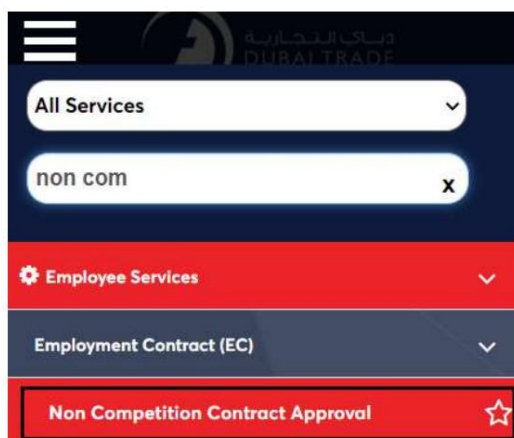 دبي التجارية
DUBAI TRADE
All Services
non com
x
Employee Services
Employment Contract (EC)
Non Competition Contract Approval